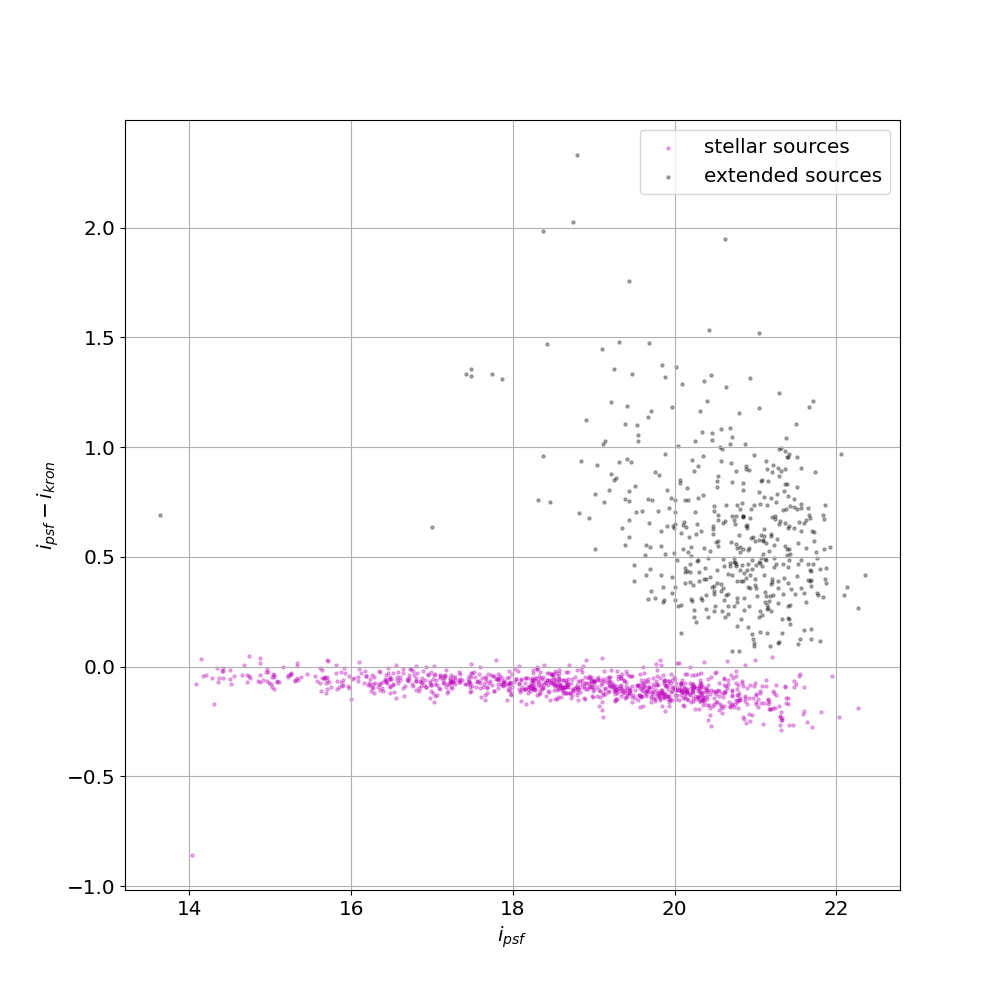 stellar sources
extended sources
2.0
1.5
1.0
0.5
0.0
−0.5
−1.0
i_psf − i_kron
14 16 18 20 22
i_psf